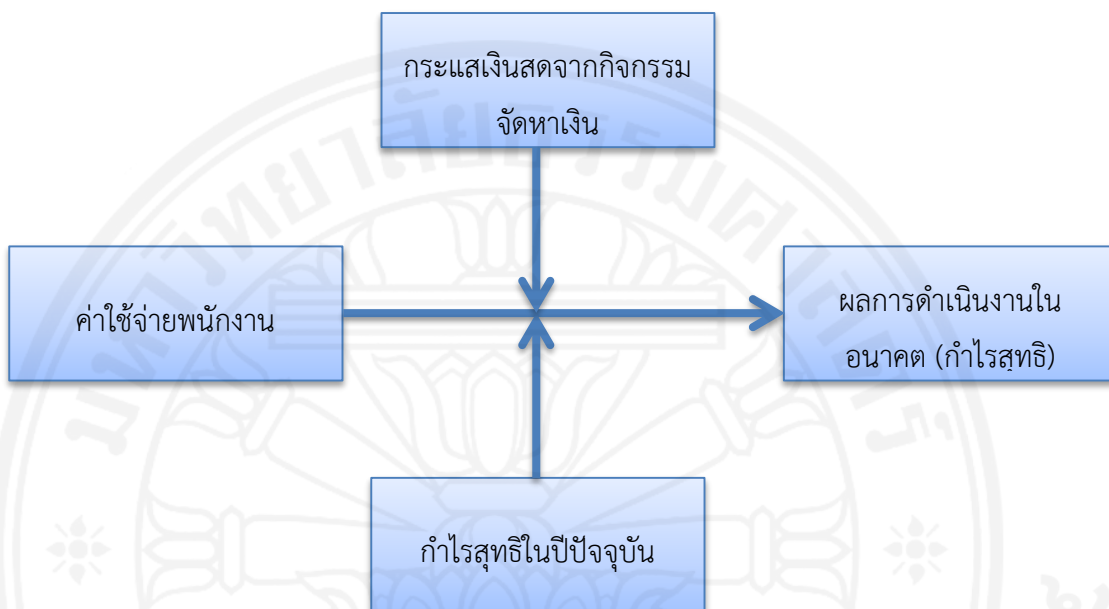 กระแสเงินสดจากกิจกรรม
จัดหาเงิน
ค่าใช้จ่ายพนักงาน
ผลการดำเนินงานใน
อนาคต (กำไรสุทธิ)
กำไรสุทธิในปีปัจจุบัน